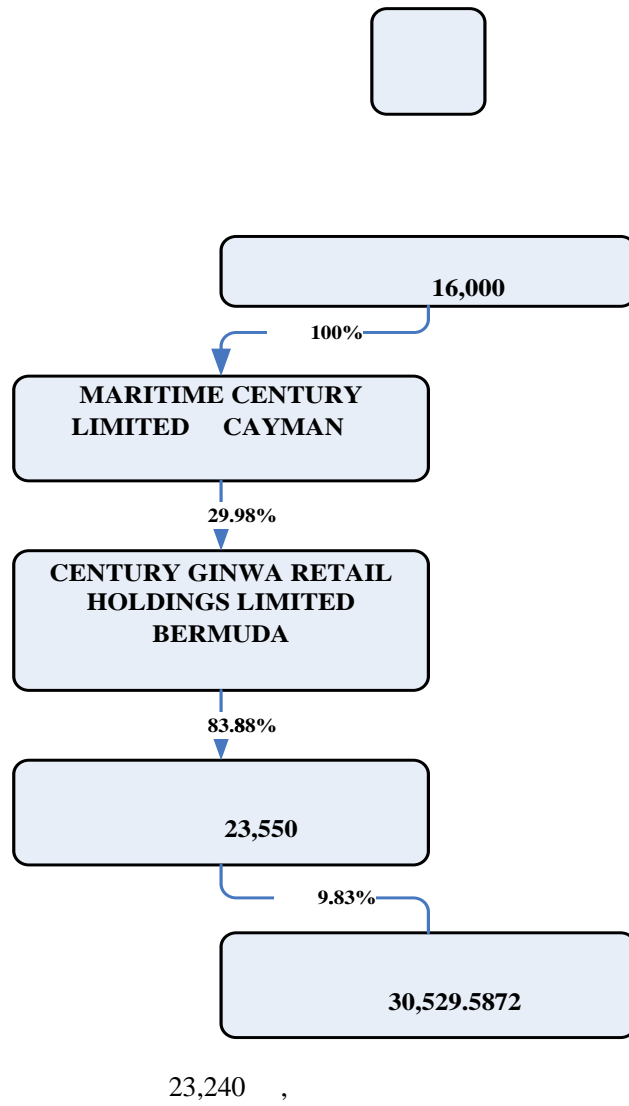 16,000
100%
MARITIME CENTURY
LIMITED CAYMAN
29.98%
CENTURY GINWA RETAIL
HOLDINGS LIMITED
BERMUDA
83.88%
23,550
9.83%
30,529.5872
23,240 ,